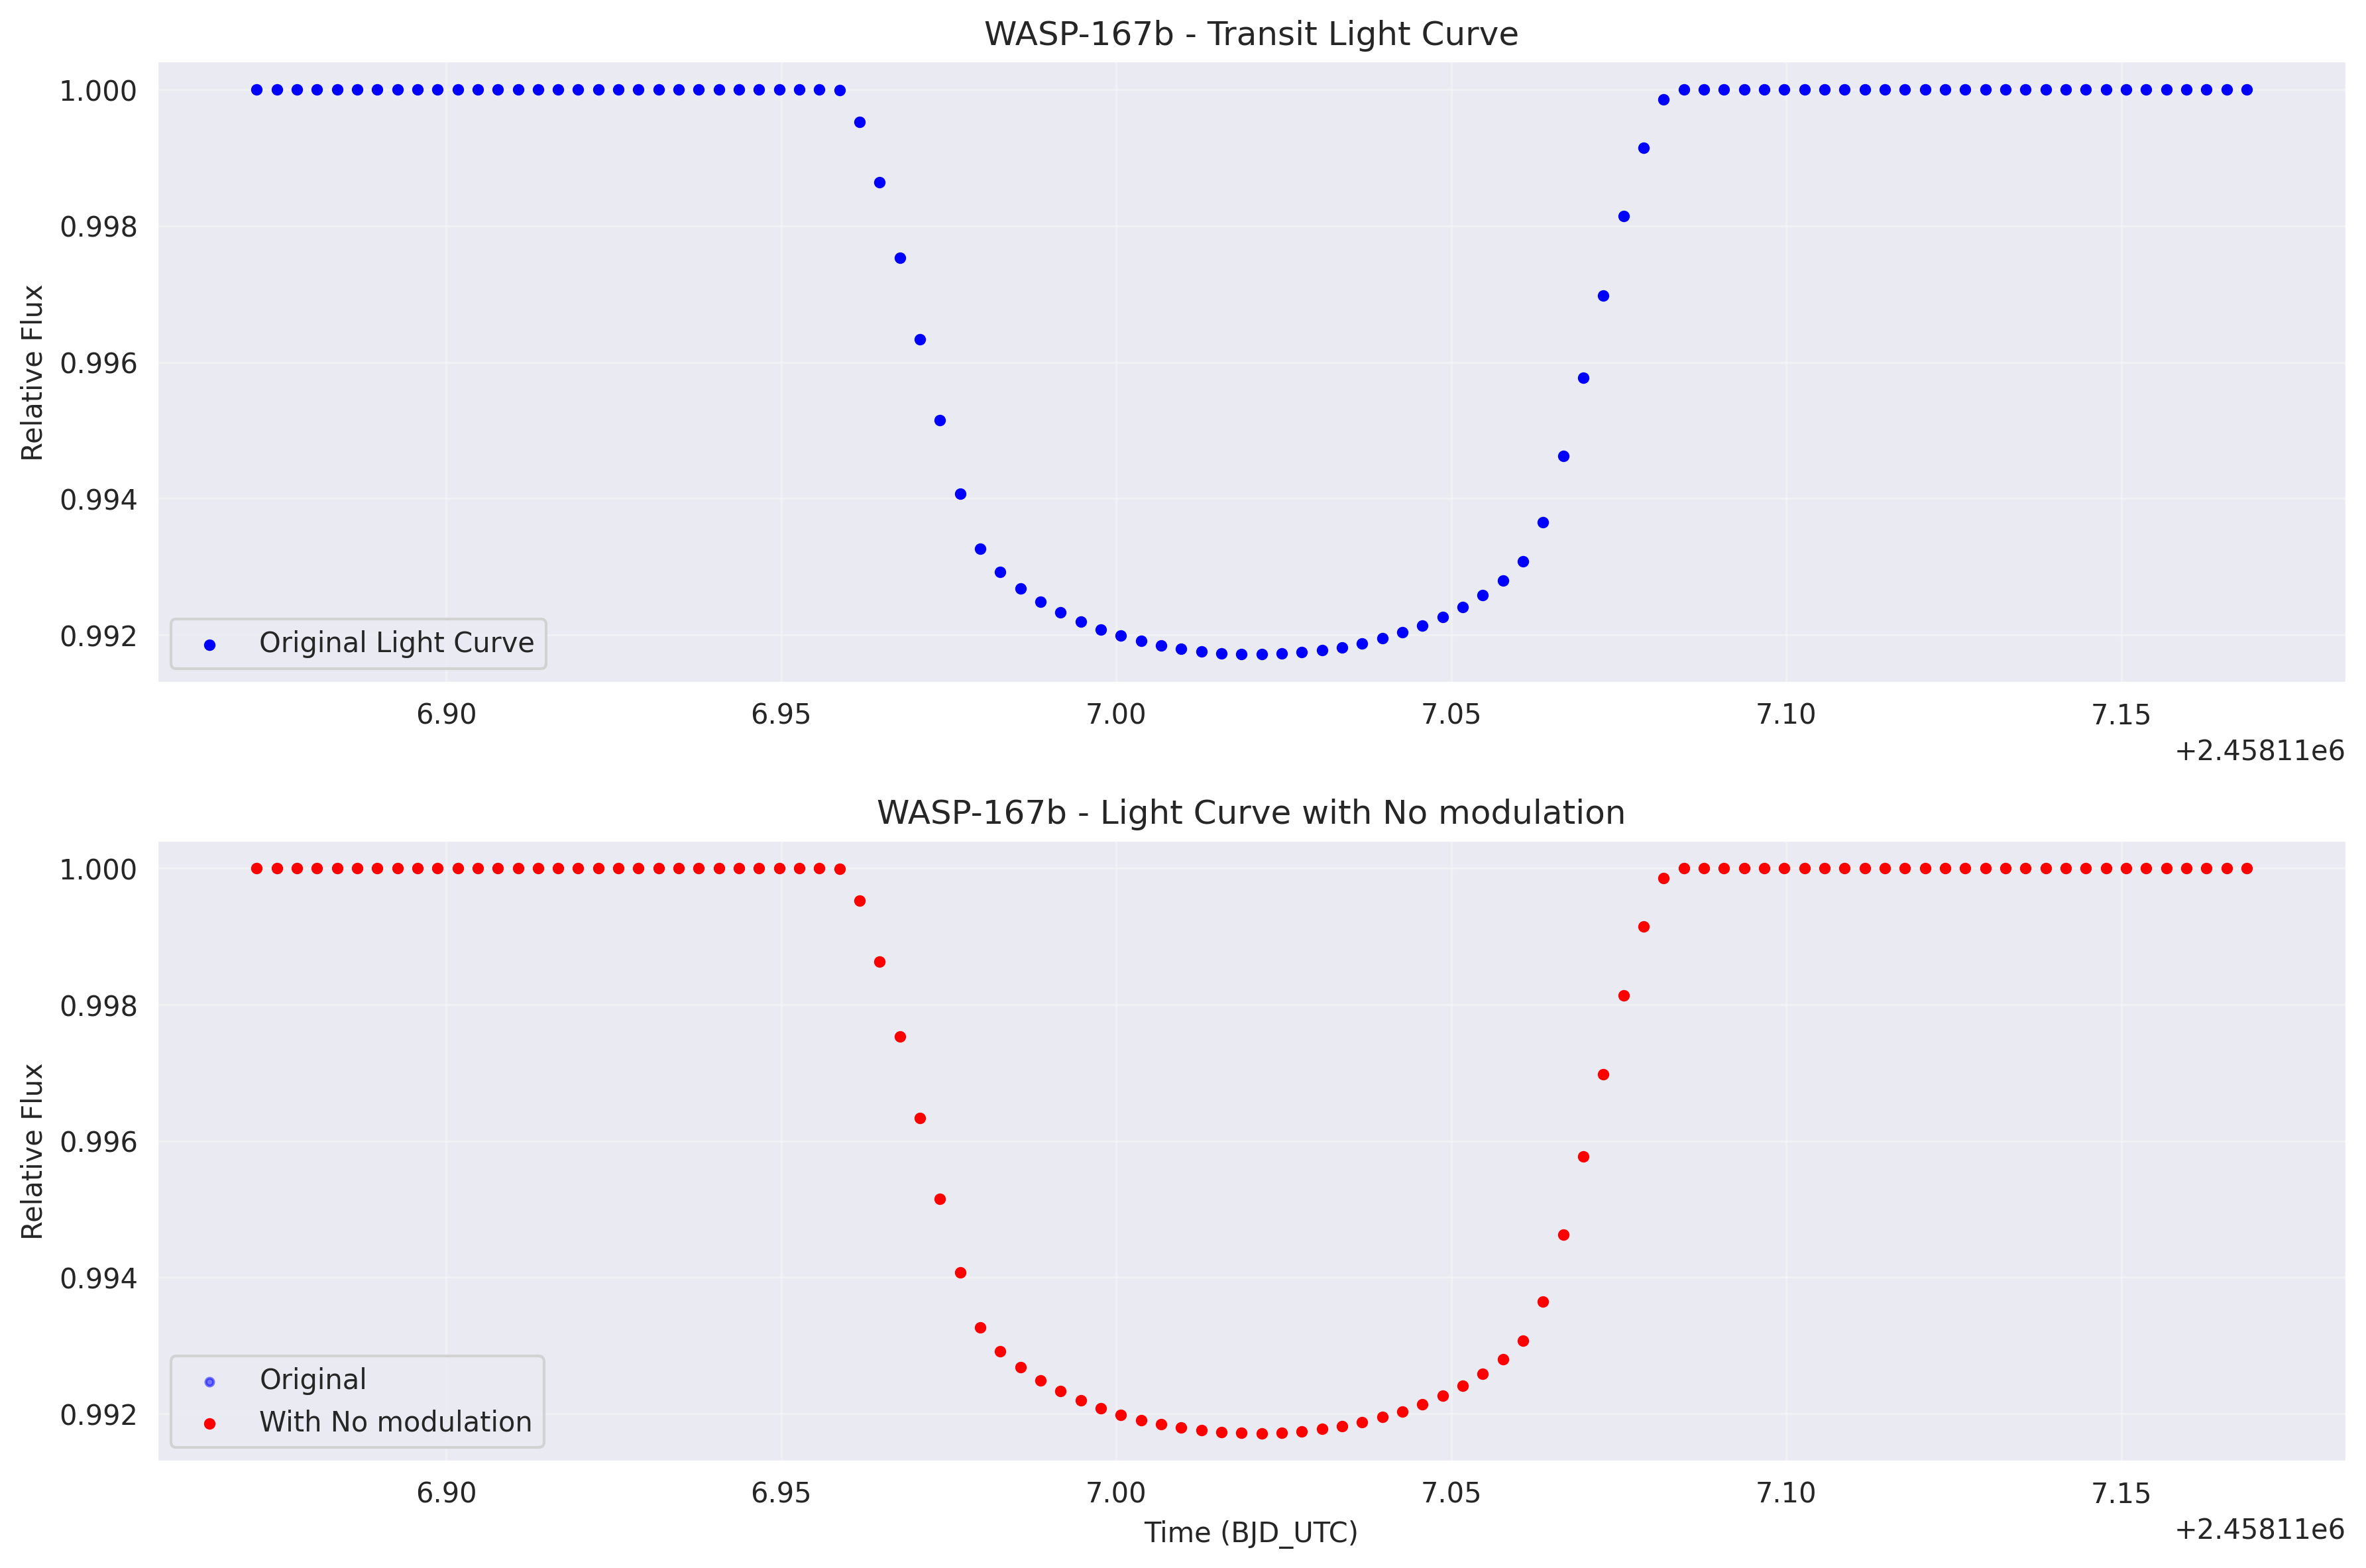 WASP-167b - Transit Light Curve
Relative Flux
1.000
0.998
0.996
0.994
0.992
Original Light Curve
6.90 6.95 7.00 7.05 7.10 7.15
+2.45811e6
WASP-167b - Light Curve with No modulation
Relative Flux
1.000
0.998
0.996
0.994
0.992
Original
With No modulation
6.90 6.95 7.00 7.05 7.10 7.15
Time (BJD_UTC)
+2.45811e6